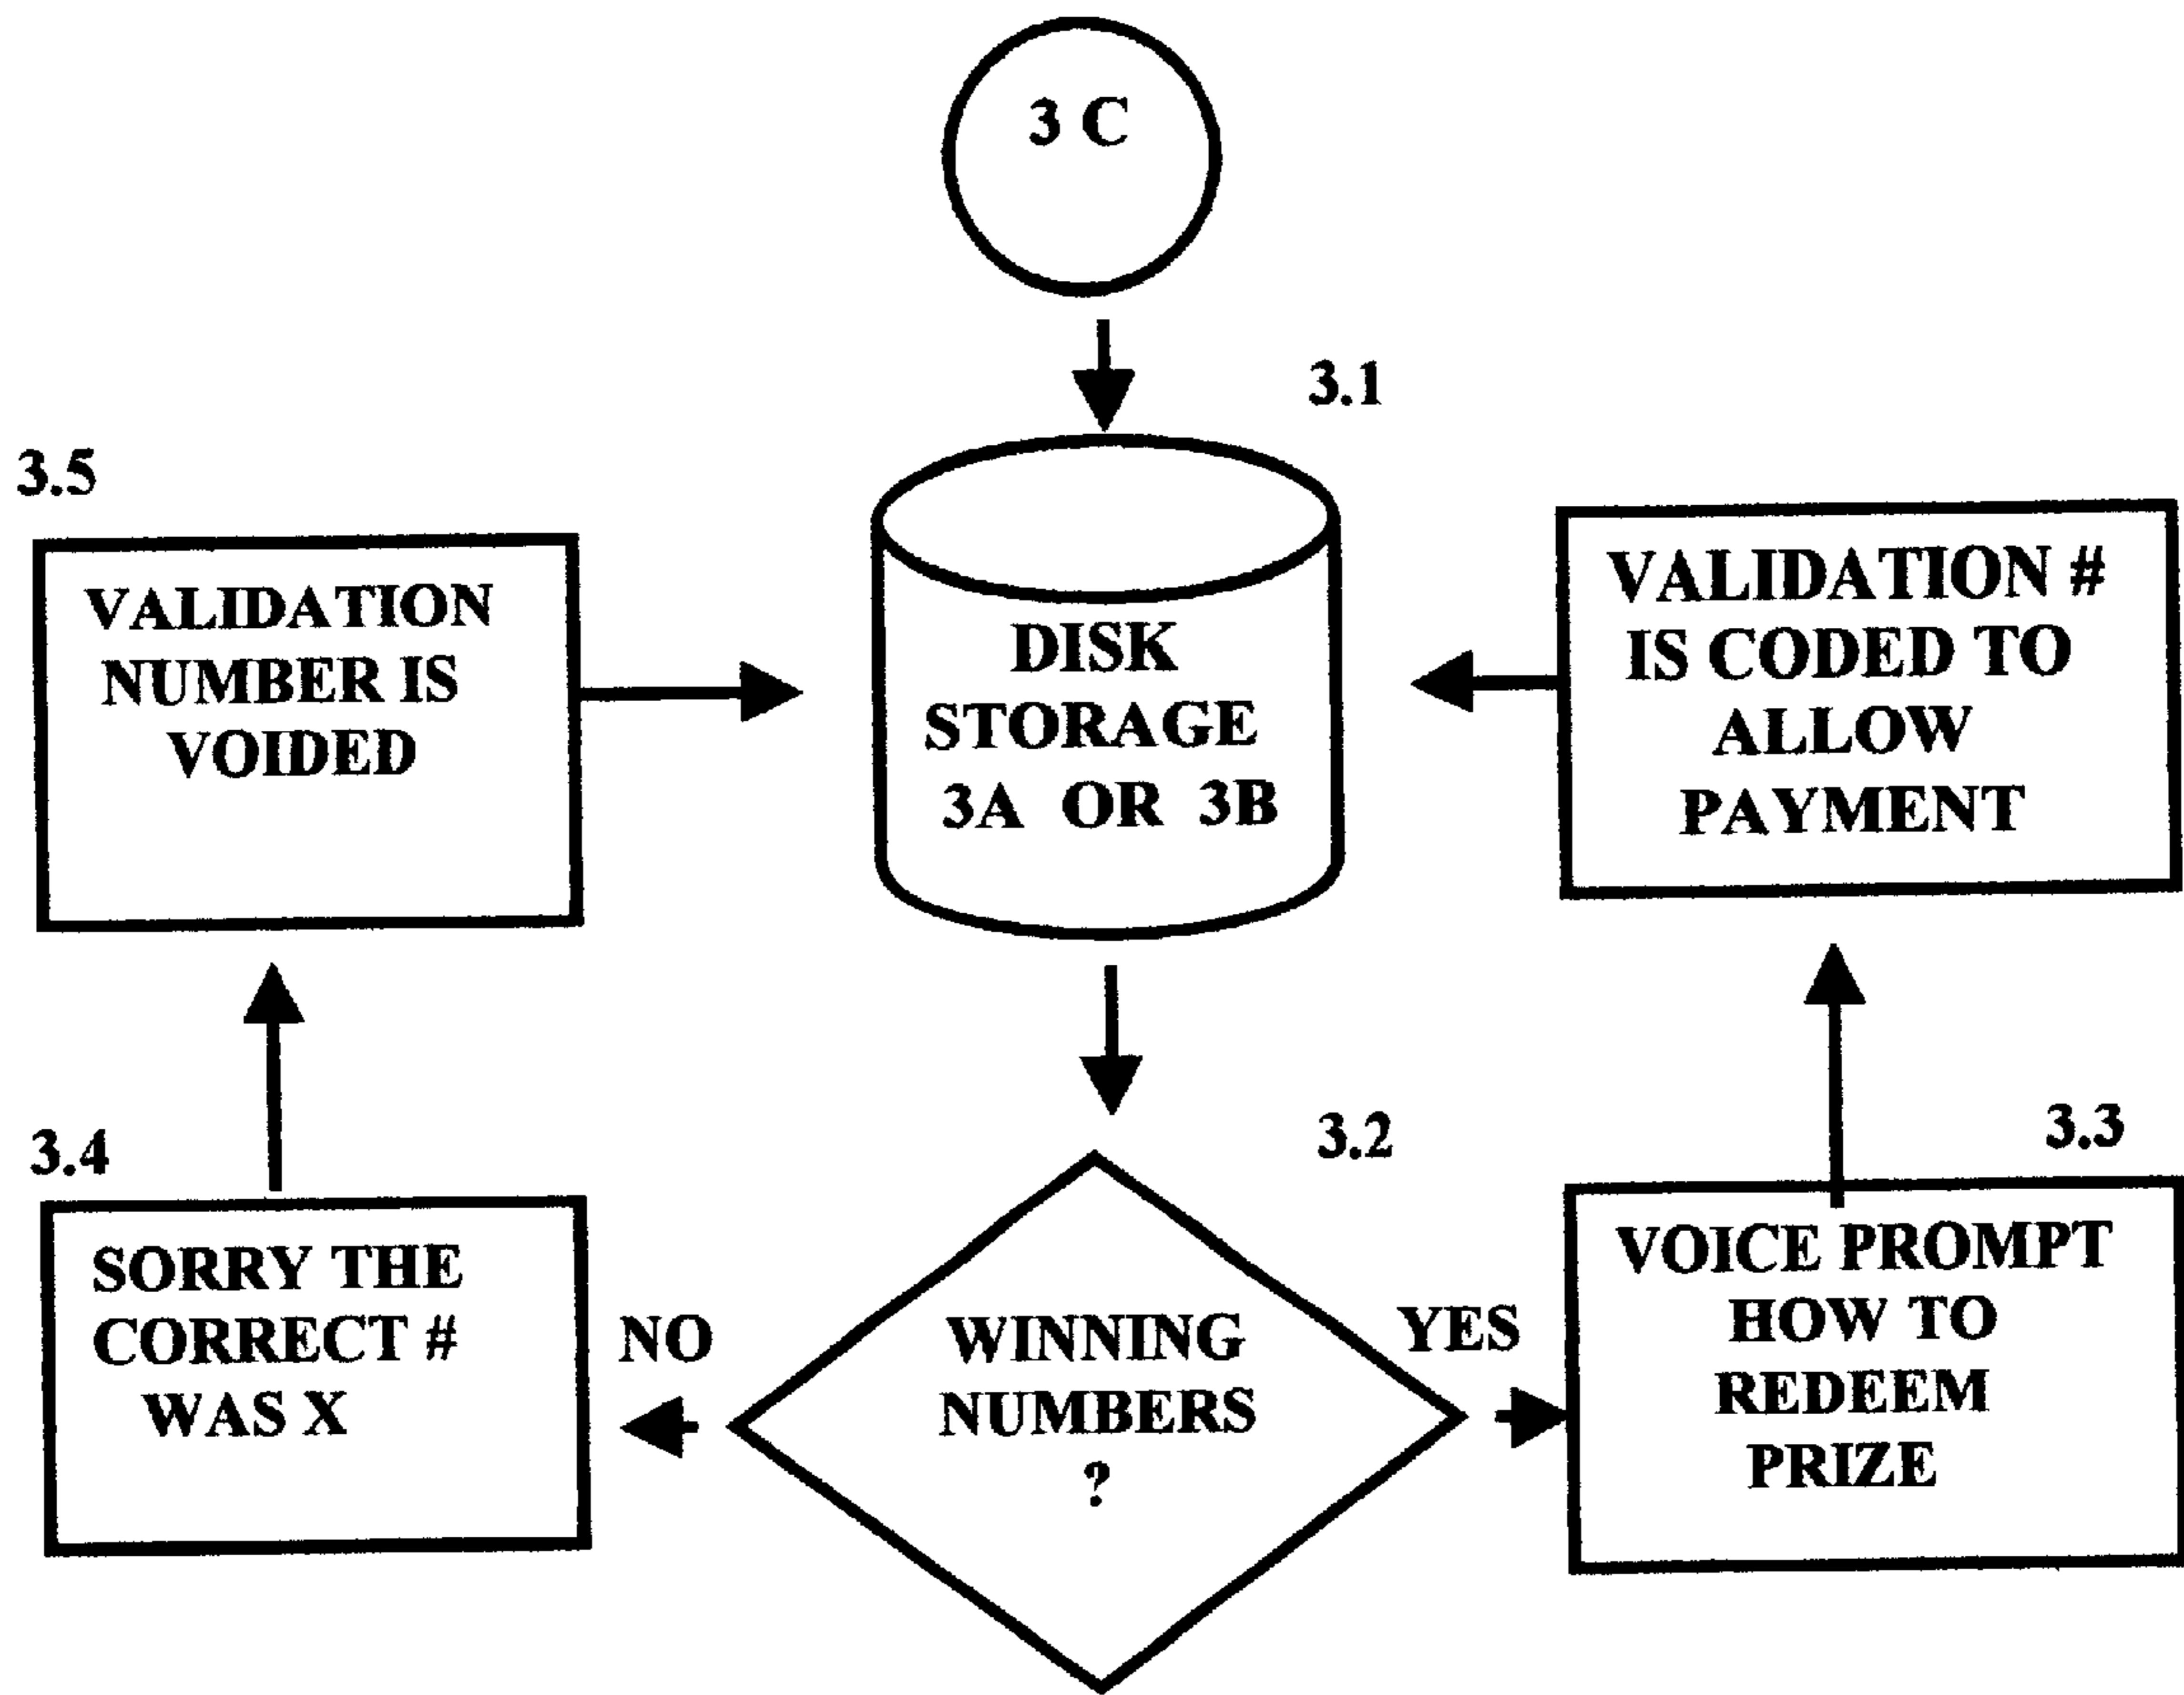 3 C
3.1
3.5
VALIDATION
NUMBER IS
VOIDED
DISK
STORAGE
3A OR 3B
VALIDATION #
IS CODED TO
ALLOW
PAYMENT
3.4
3.2
3.3
SORRY THE
CORRECT #
WAS X
NO
WINNING
NUMBERS
?
YES
VOICE PROMPT
HOW TO
REDEEM
PRIZE